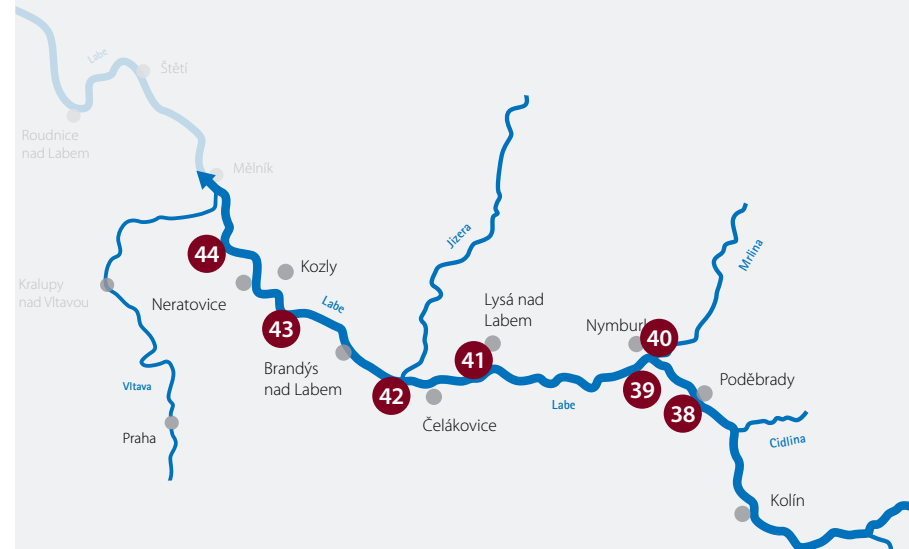 Labe
Štětí
Roudnice
nad Labem
Mělník
44
Kozly
Jizera
Mrlina
Kralupy
nad Vltavou
Neratovice
Labe
43
Lysá nad
Labem
Nymburk
40
41
Brandýs
nad Labem
Vltava
42
Labe
39
Poděbrady
38
Čelákovice
Praha
Cidlina
Kolín